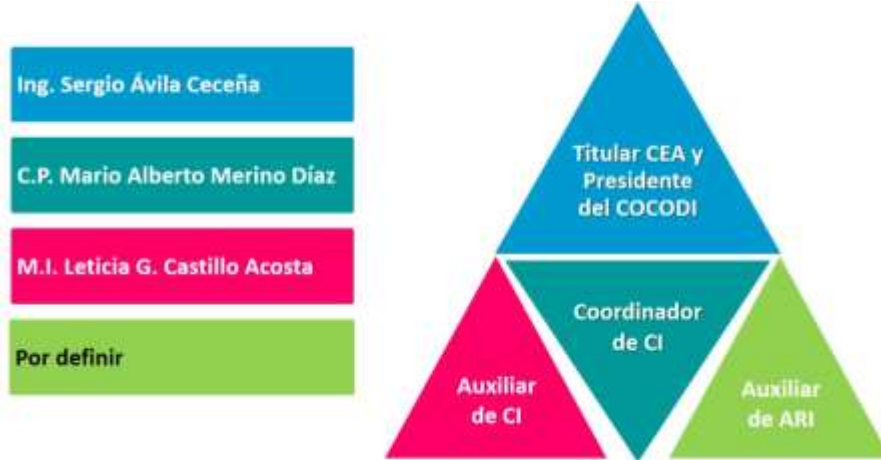 Ing. Sergio Ávila Ceceña
C.P. Mario Alberto Merino Díaz
M.I. Leticia G. Castillo Acosta
Por definir
Titular CEA y
Presidente
del COCODI
Coordinador
de CI
Auxiliar
de CI
Auxiliar
de ARI